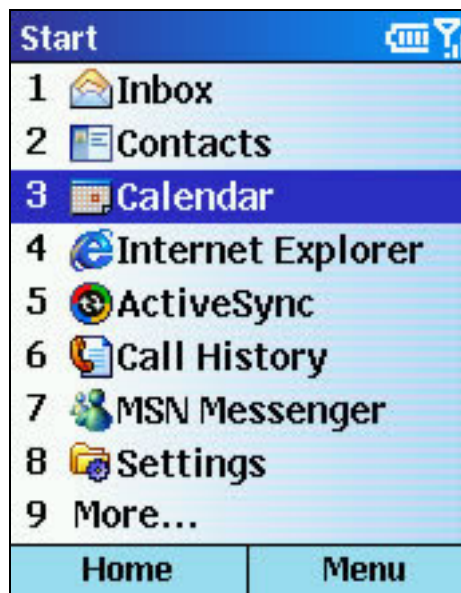 Start
1 Inbox
2 Contacts
3 Calendar
4 Internet Explorer
5 ActiveSync
6 Call History
7 MSN Messenger
8 Settings
9 More...
Home Menu